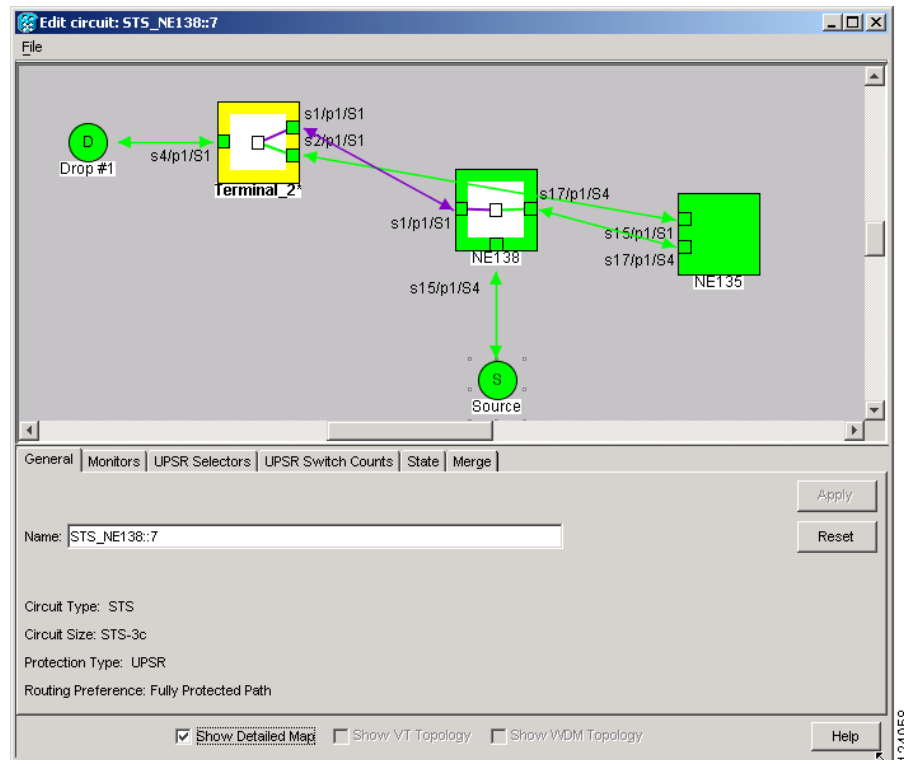 Edit circuit: STS_NE138::7
File
D
Drop #1
s4/p1/S1
s1/p1/S1
s2/p1/S1
Terminal_2*
s1/p1/S1
s17/p1/S4
NE138
s15/p1/S1
s17/p1/S4
NE135
s15/p1/S4
S
Source
General Monitors UPSR Selectors UPSR Switch Counts State Merge
Apply
Name: STS_NE138::7
Reset
Circuit Type: STS
Circuit Size: STS-3c
Protection Type: UPSR
Routing Preference: Fully Protected Path
Show Detailed Map Show VT Topology Show WDM Topology Help
124958